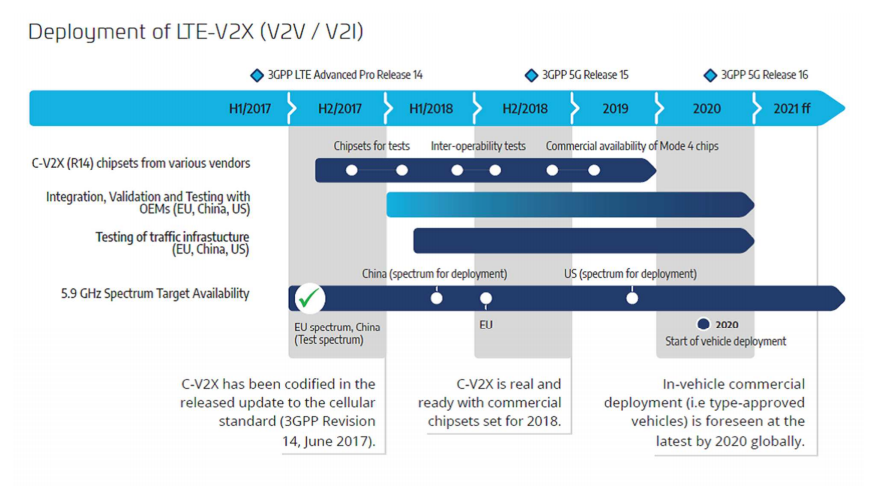 Deployment of LTE-V2X (V2V / V2I)
3GPP LTE Advanced Pro Release 14
3GPP 5G Release 15
3GPP 5G Release 16
H1/2017
H2/2017
H1/2018
H2/2018
2019
2020
2021 ff
Chipsets for tests
Inter-operability tests
Commercial availability of Mode 4 chips
C-V2X (R14) chipsets from various vendors
Integration, Validation and Testing with
OEMs (EU, China, US)
Testing of traffic infrastucture
(EU, China, US)
China (spectrum for deployment)
US (spectrum for deployment)
5.9 GHz Spectrum Target Availability
EU spectrum, China
(Test spectrum)
EU
2020
Start of vehicle deployment
C-V2X has been codified in the
released update to the cellular
standard (3GPP Revision
14, June 2017).
C-V2X is real and
ready with commercial
chipsets set for 2018.
In-vehicle commercial
deployment (i.e type-approved
vehicles) is foreseen at the
latest by 2020 globally.